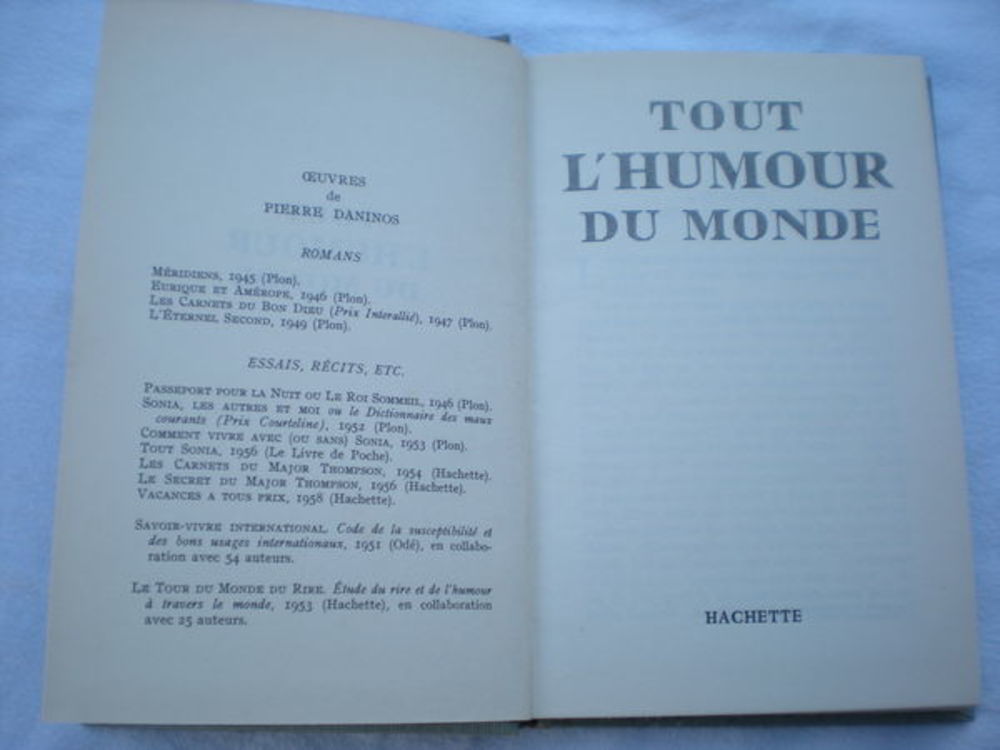 ŒUVRES
de
PIERRE DANINOS
ROMANS
MÉRIDIENS, 1945 (Plon).
EURIQUE ET AMÉROPE, 1946 (Plon).
LES CARNETS DU BON DIEU (Prix Interallié), 1947 (Plon).
L'ÉTERNEL SECOND, 1949 (Plon).
ESSAIS, RÉCITS, ETC.
PASSEPORT POUR LA NUIT OU LE ROI SOMMEIL, 1946 (Plon).
SONIA, LES AUTRES ET MOI ou le Dictionnaire des maux
courants (Prix Courteline), 1952 (Plon).
COMMENT VIVRE AVEC (OU SANS) SONIA, 1953 (Plon).
TOUT SONIA, 1956 (Le Livre de Poche).
LES CARNETS DU MAJOR THOMPSON, 1954 (Hachette).
LE SECRET DU MAJOR THOMPSON, 1956 (Hachette).
VACANCES A TOUS PRIX, 1958 (Hachette).
SAVOIR-VIVRE INTERNATIONAL. Code de la susceptibilité et
des bons usages internationaux, 1951 (Odé), en collabo-
ration avec 54 auteurs.
LE TOUR DU MONDE DU RIRE. Étude du rire et de l'humour
à travers le monde, 1953 (Hachette), en collaboration
avec 25 auteurs.
TOUT
L'HUMOUR
DU MONDE
HACHETTE